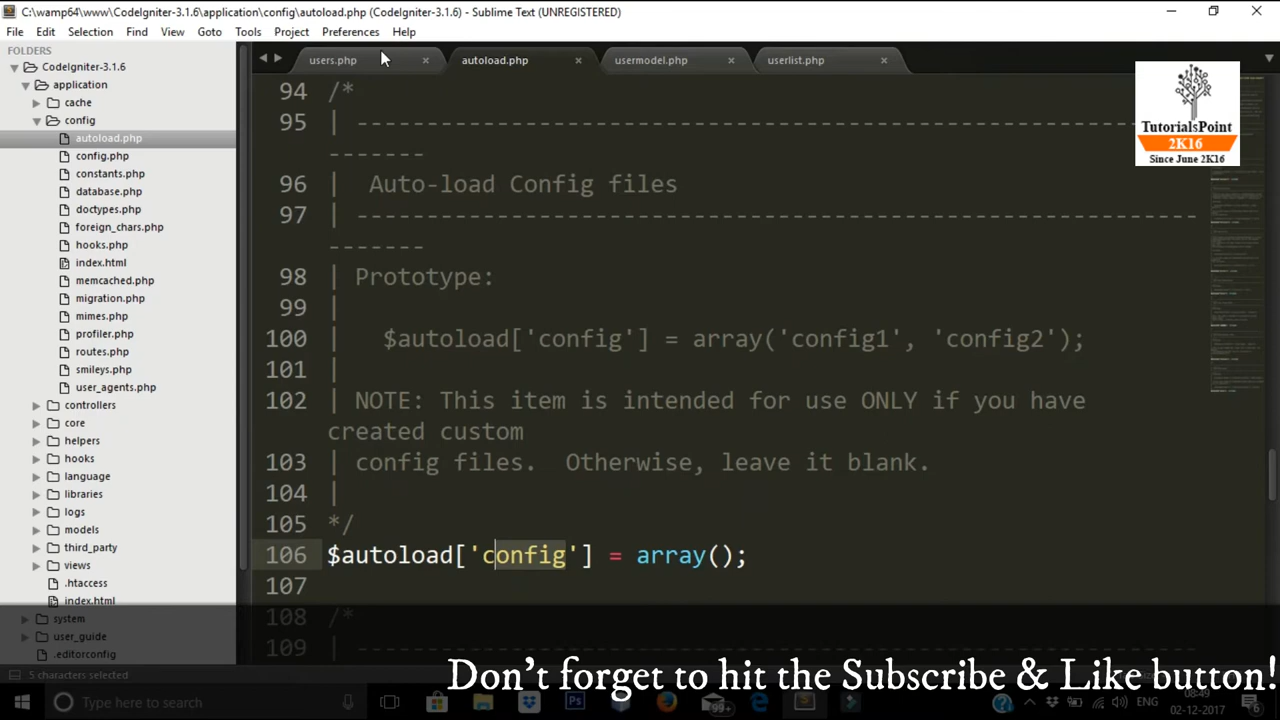 C:\wamp64\www\CodeIgniter-3.1.6\application\config\autoload.php (CodeIgniter-3.1.6) - Sublime Text (UNREGISTERED)
File Edit Selection Find View Goto Tools Project Preferences Help
FOLDERS
CodeIgniter-3.1.6
application
cache
config
autoload.php
config.php
constants.php
database.php
doctypes.php
foreign_chars.php
hooks.php
index.html
memcached.php
migration.php
mimes.php
profiler.php
routes.php
smileys.php
user_agents.php
controllers
core
helpers
hooks
language
libraries
logs
models
third_party
views
.htaccess
index.html
system
user_guide
.editorconfig
users.php × autoload.php × usermodel.php × userlist.php ×
94 /*
95 | -----------------------------------------------------------
-------
96 | Auto-load Config files
97 | --------------------------------------------------------------
-------
98 | Prototype:
99 |
100 | $autoload['config'] = array('config1', 'config2');
101 |
102 | NOTE: This item is intended for use ONLY if you have
created custom
103 | config files.  Otherwise, leave it blank.
104 |
105 */
106 $autoload['config'] = array();
107
108 /*
109 | -----------------------------------------------------------
TutorialsPoint
2K16
Since June 2K16
5 characters selected
Don't forget to hit the Subscribe & Like button!
Type here to search
99+
ENG
08:49
02-12-2017
6